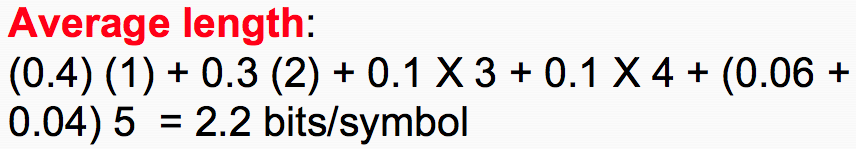 Average length:
(0.4) (1) + 0.3 (2) + 0.1 X 3 + 0.1 X 4 + (0.06 +
0.04) 5 = 2.2 bits/symbol